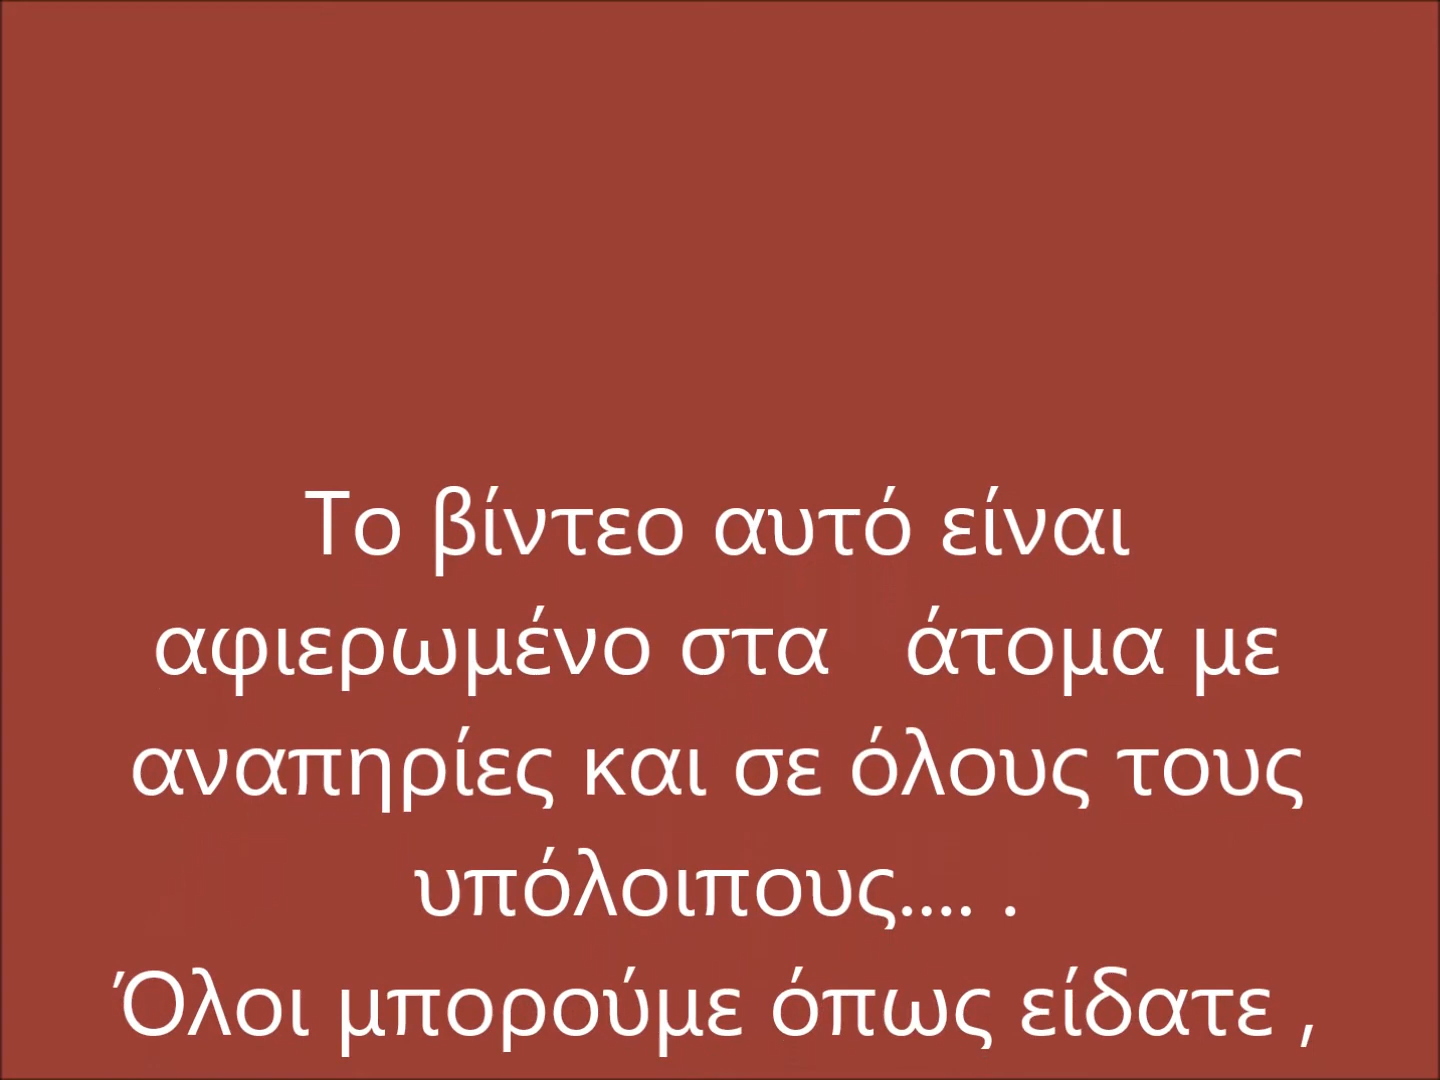 Το βίντεο αυτό είναι
αφιερωμένο στα   άτομα με
αναπηρίες και σε όλους τους
υπόλοιπους.... .
Όλοι μπορούμε όπως είδατε ,